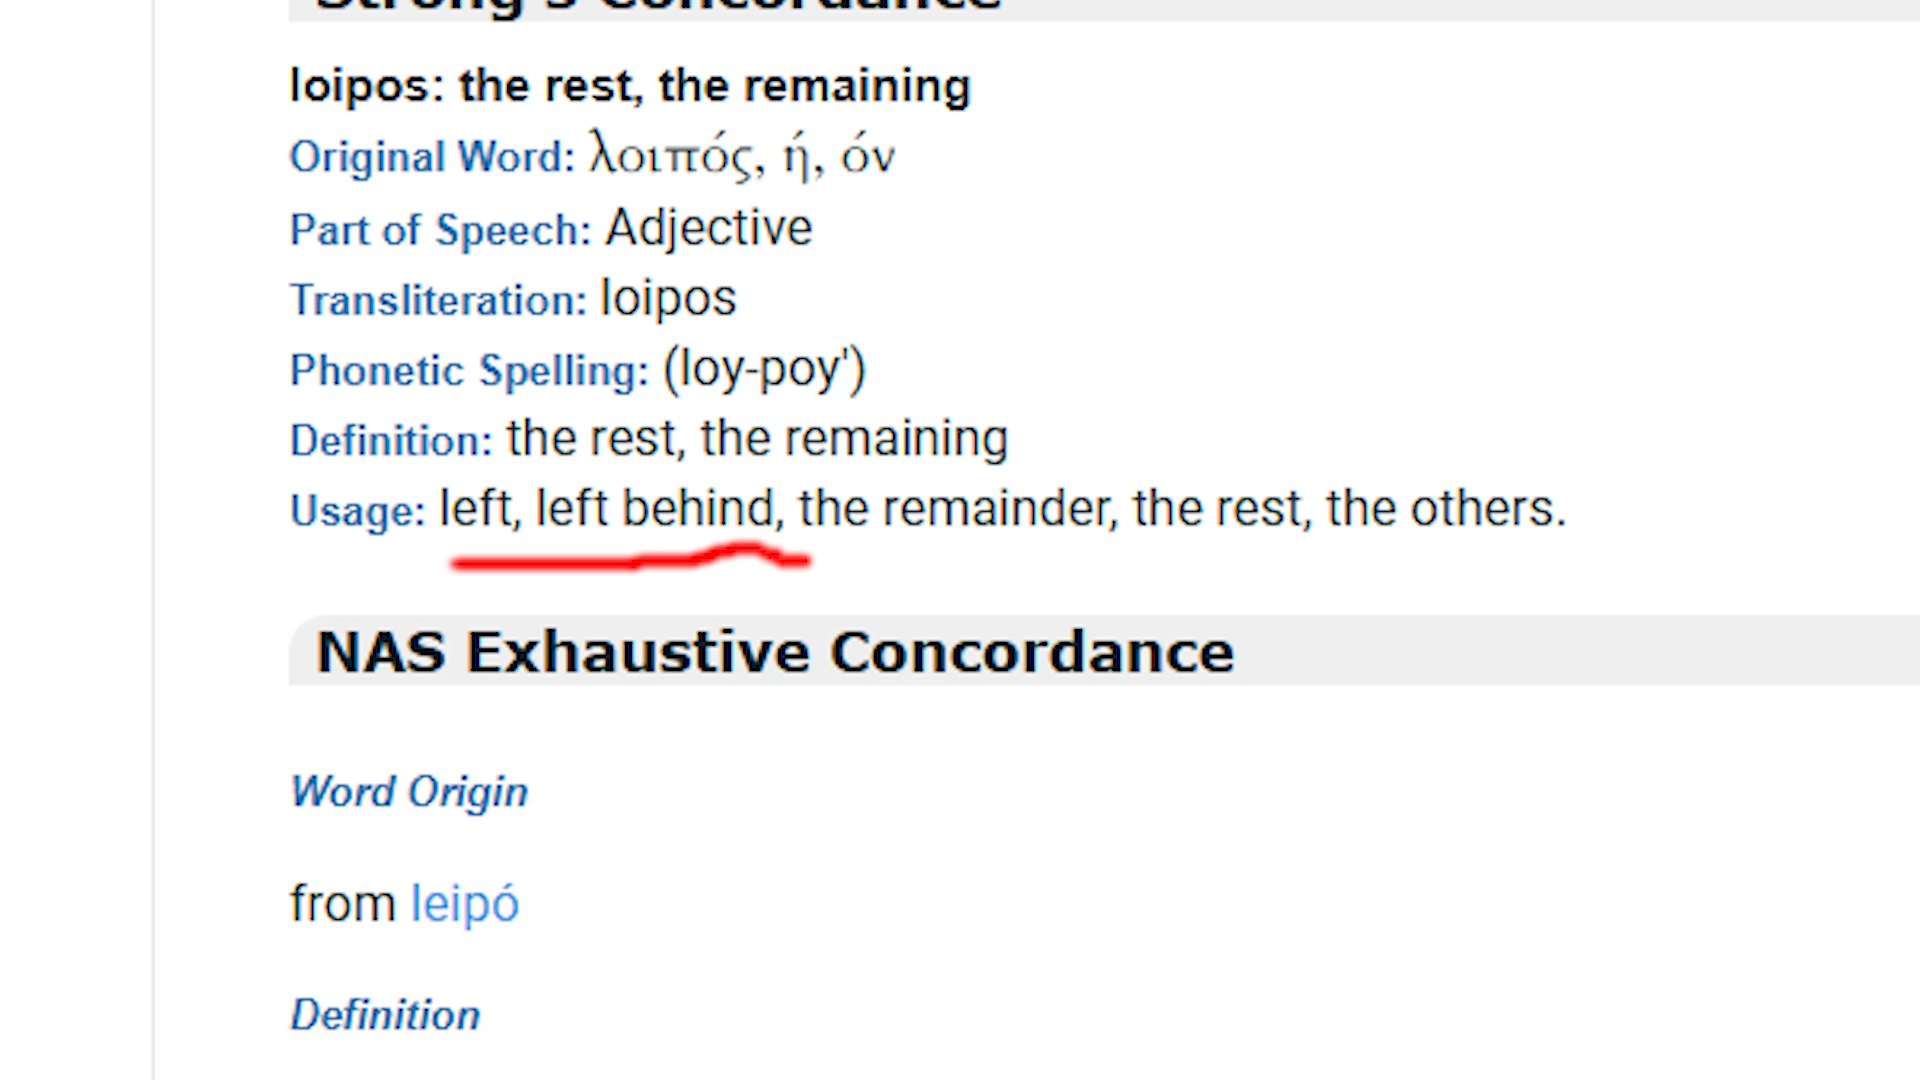 Strong's Concordance
loipos: the rest, the remaining
Original Word: λοιπός, ή, όν
Part of Speech: Adjective
Transliteration: loipos
Phonetic Spelling: (loy-poy')
Definition: the rest, the remaining
Usage: left, left behind, the remainder, the rest, the others.
NAS Exhaustive Concordance
Word Origin
from leipó
Definition